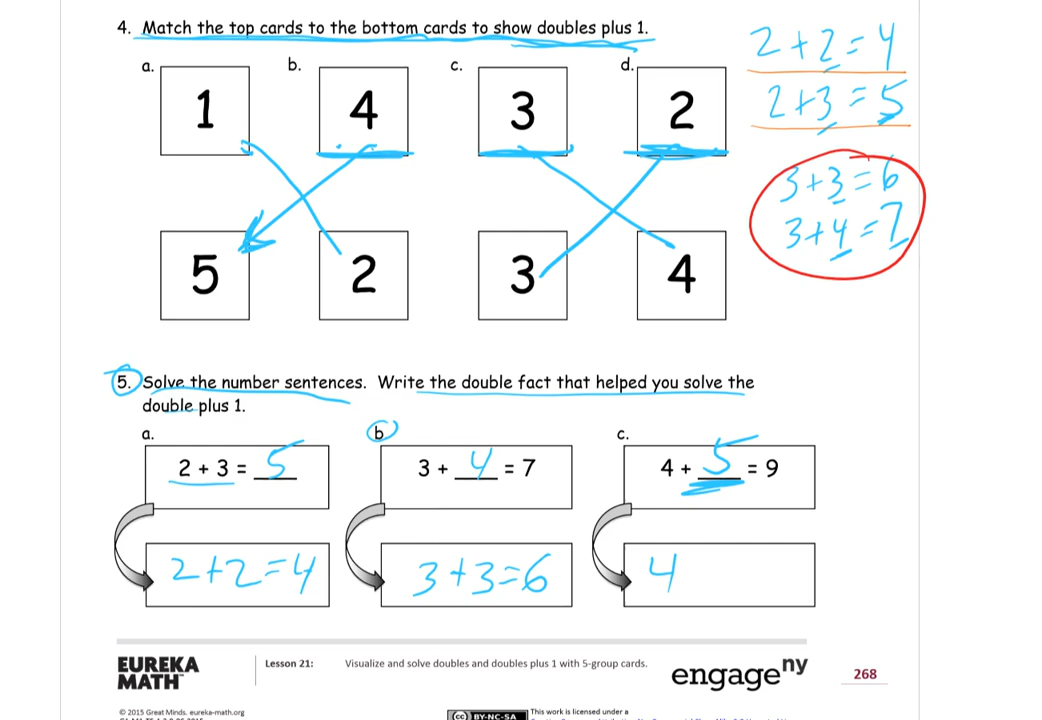 4. Match the top cards to the bottom cards to show doubles plus 1.
a. b. c. d.
1 4 3 2
2+2=4
2+3=5
3+3=6
3+4=7
5 2 3 4
5. Solve the number sentences. Write the double fact that helped you solve the
double plus 1.
a. b c.
2 + 3 = 5
3 + 4 = 7
4 + 5 = 9
2+2=4
3+3=6
4
EUREKA
MATH™
Lesson 21: Visualize and solve doubles and doubles plus 1 with 5-group cards.
engageny
268
© 2015 Great Minds. eureka-math.org
(cc) BY-NC-SA
This work is licensed under a